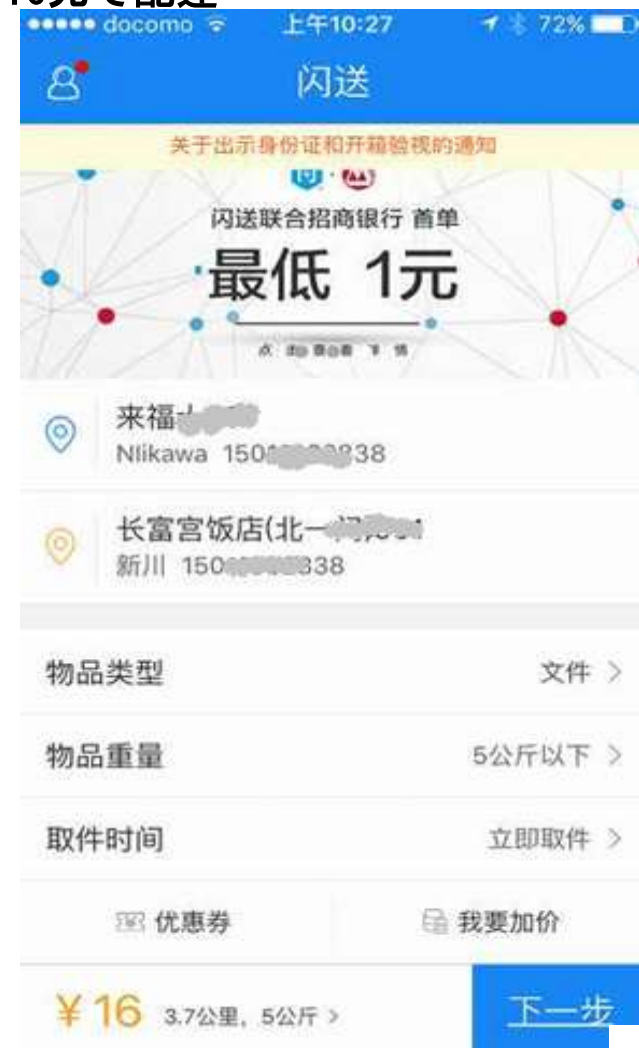 docomo 上午10:27 72%
闪送
关于出示身份证和开箱验视的通知
闪送联合招商银行 首单
最低 1元
来福
NIikawa 150 38
长富宫饭店(北一
新川 150 338
物品类型 文件
物品重量 5公斤以下
取件时间 立即取件
优惠券 我要加价
¥16 3.7公里, 5公斤
下一步